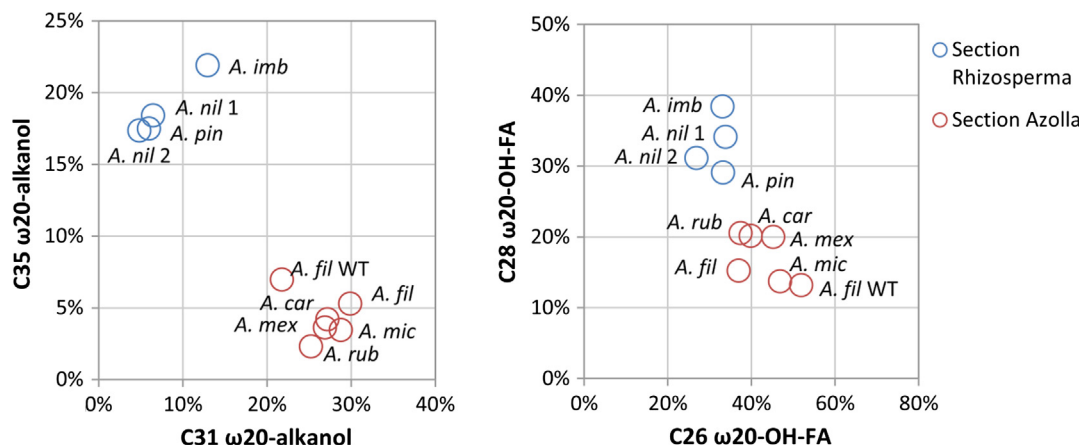 25%
20%
15%
10%
5%
0%
0%
10%
20%
30%
40%
C35 ω20-alkanol
C31 ω20-alkanol
A. imb
A. nil 1
A. pin
A. nil 2
A. fil WT
A. fil
A. car
A. mex
A. mic
A. rub
50%
40%
30%
20%
10%
0%
0%
20%
40%
60%
80%
C28 ω20-OH-FA
C26 ω20-OH-FA
A. imb
A. nil 1
A. nil 2
A. pin
A. car
A. rub
A. mex
A. mic
A. fil
A. fil WT
Section
Rhizosperma
Section Azolla